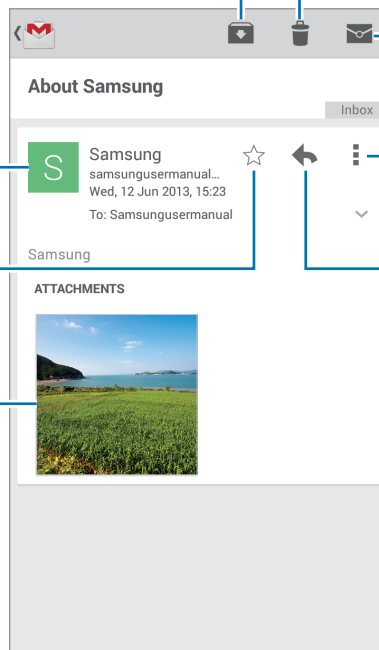 About Samsung
Inbox
S
Samsung
samsungusermanual...
Wed, 12 Jun 2013, 15:23
To: Samsungusermanual
Samsung
ATTACHMENTS